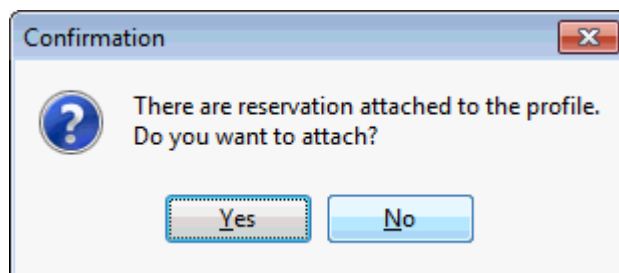 Confirmation
There are reservation attached to the profile.
Do you want to attach?
Yes
No